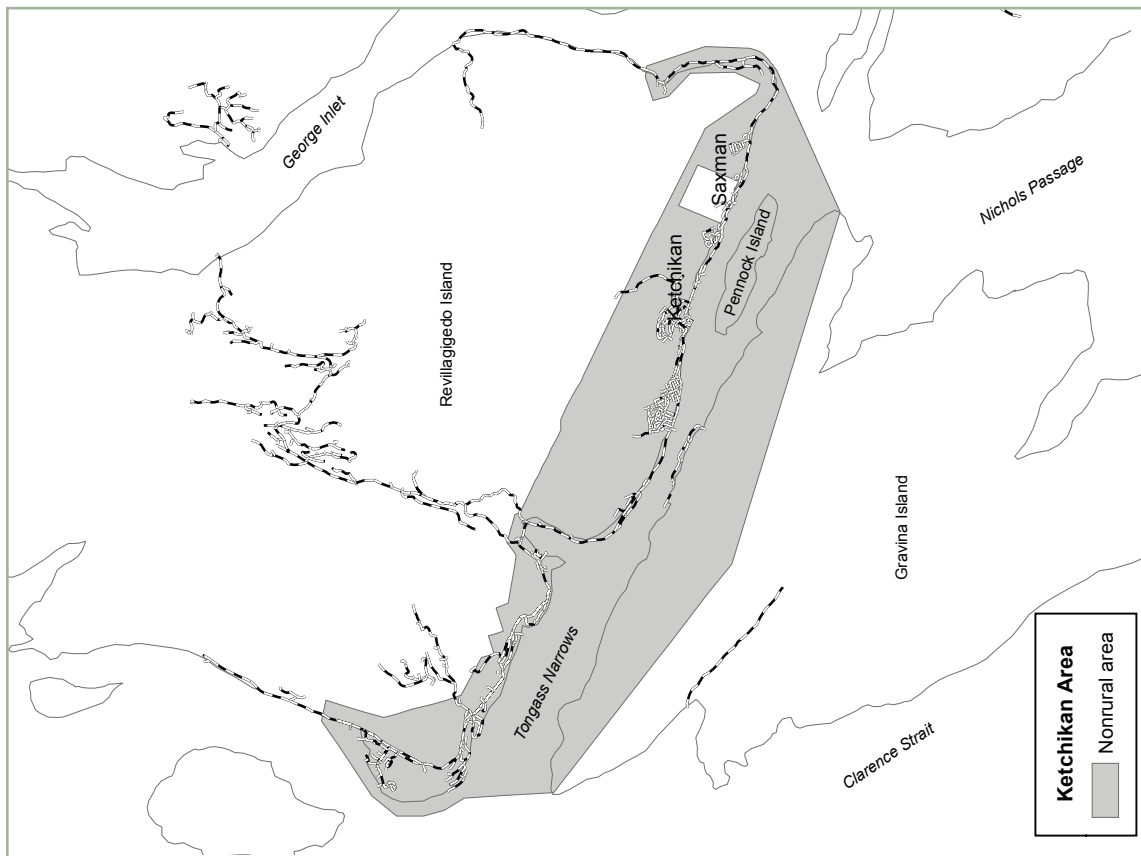 George Inlet
Nichols Passage
Saxman
Ketchikan
Pennock Island
Revillagigedo Island
Gravina Island
Tongass Narrows
Clarence Strait
Ketchikan Area
Nonrural area